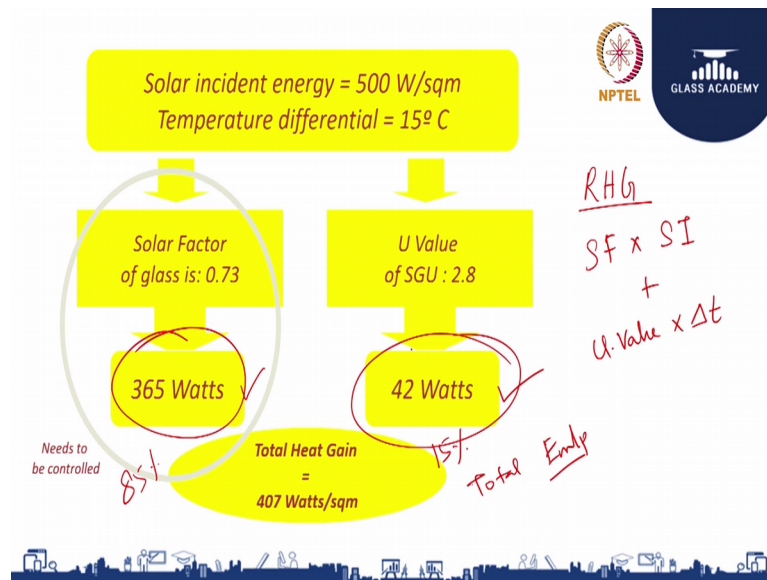 Solar incident energy = 500 W/sqm
Temperature differential = 15º C
NPTEL
GLASS ACADEMY
Solar Factor
of glass is: 0.73
U Value
of SGU : 2.8
RHG
SF x SI
+
U.Value x Δt
365 Watts
42 Watts
Needs to
be controlled
85%
Total Heat Gain
=
407 Watts/sqm
15%
Total